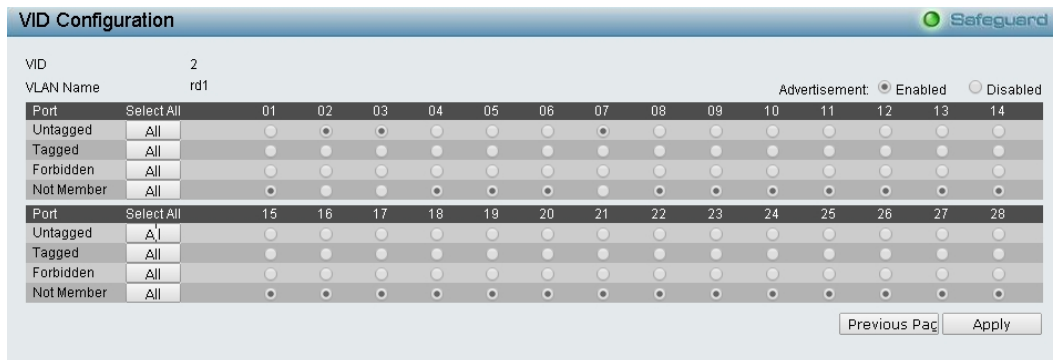 VID Configuration
Safeguard
VID 2
VLAN Name rd1
Advertisement: Enabled Disabled
Port Select All 01 02 03 04 05 06 07 08 09 10 11 12 13 14
Untagged All
Tagged All
Forbidden All
Not Member All
Port Select All 15 16 17 18 19 20 21 22 23 24 25 26 27 28
Untagged All
Tagged All
Forbidden All
Not Member All
Previous Pag Apply